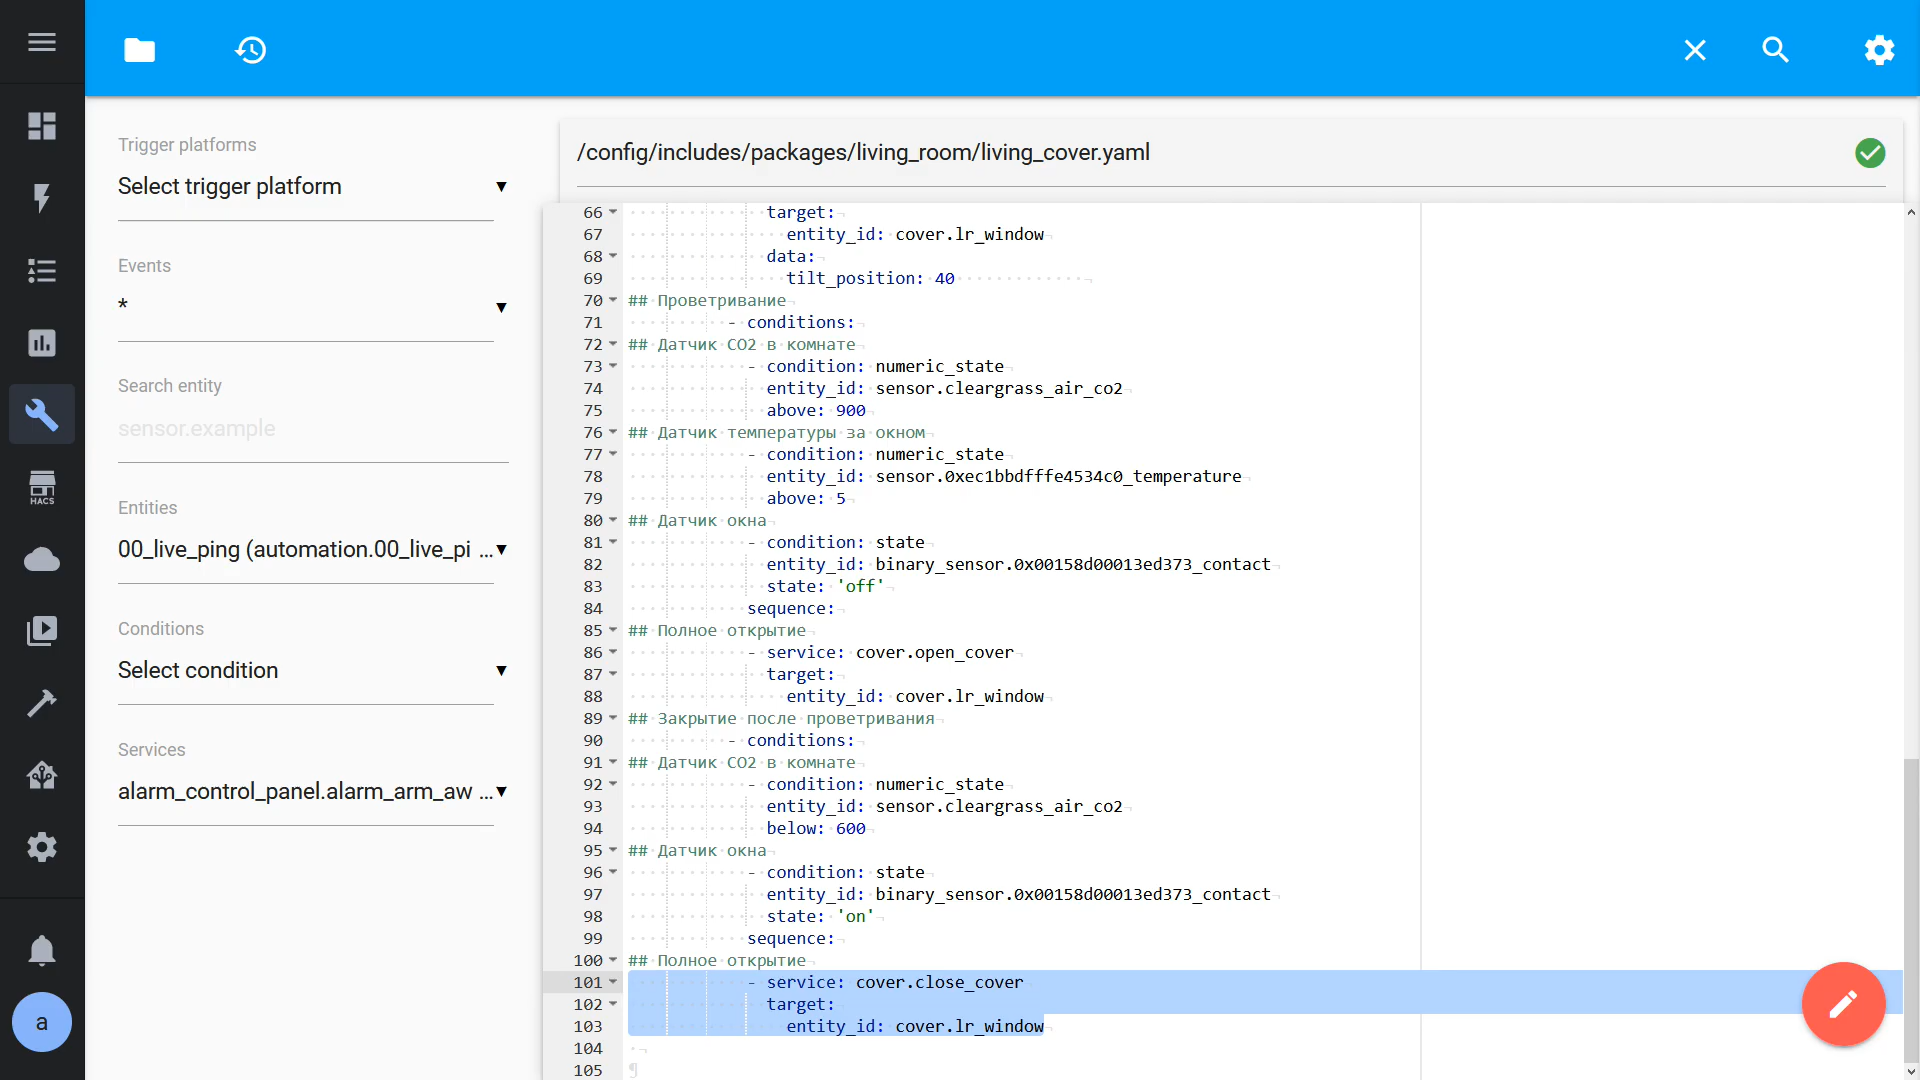 /config/includes/packages/living_room/living_cover.yaml
Trigger platforms
Select trigger platform
Events
*
Search entity
sensor.example
Entities
00_live_ping (automation.00_live_pi ...
Conditions
Select condition
Services
alarm_control_panel.alarm_arm_aw ...
HACS
a
66 target:
67 entity_id: cover.lr_window
68 data:
69 tilt_position: 40
70 ## Проветривание
71 - conditions:
72 ## Датчик CO2 в комнате
73 - condition: numeric_state
74 entity_id: sensor.cleargrass_air_co2
75 above: 900
76 ## Датчик температуры за окном
77 - condition: numeric_state
78 entity_id: sensor.0xec1bbdfffe4534c0_temperature
79 above: 5
80 ## Датчик окна
81 - condition: state
82 entity_id: binary_sensor.0x00158d00013ed373_contact
83 state: 'off'
84 sequence:
85 ## Полное открытие
86 - service: cover.open_cover
87 target:
88 entity_id: cover.lr_window
89 ## Закрытие после проветривания
90 - conditions:
91 ## Датчик CO2 в комнате
92 - condition: numeric_state
93 entity_id: sensor.cleargrass_air_co2
94 below: 600
95 ## Датчик окна
96 - condition: state
97 entity_id: binary_sensor.0x00158d00013ed373_contact
98 state: 'on'
99 sequence:
100 ## Полное открытие
101 - service: cover.close_cover
102 target:
103 entity_id: cover.lr_window
104
105